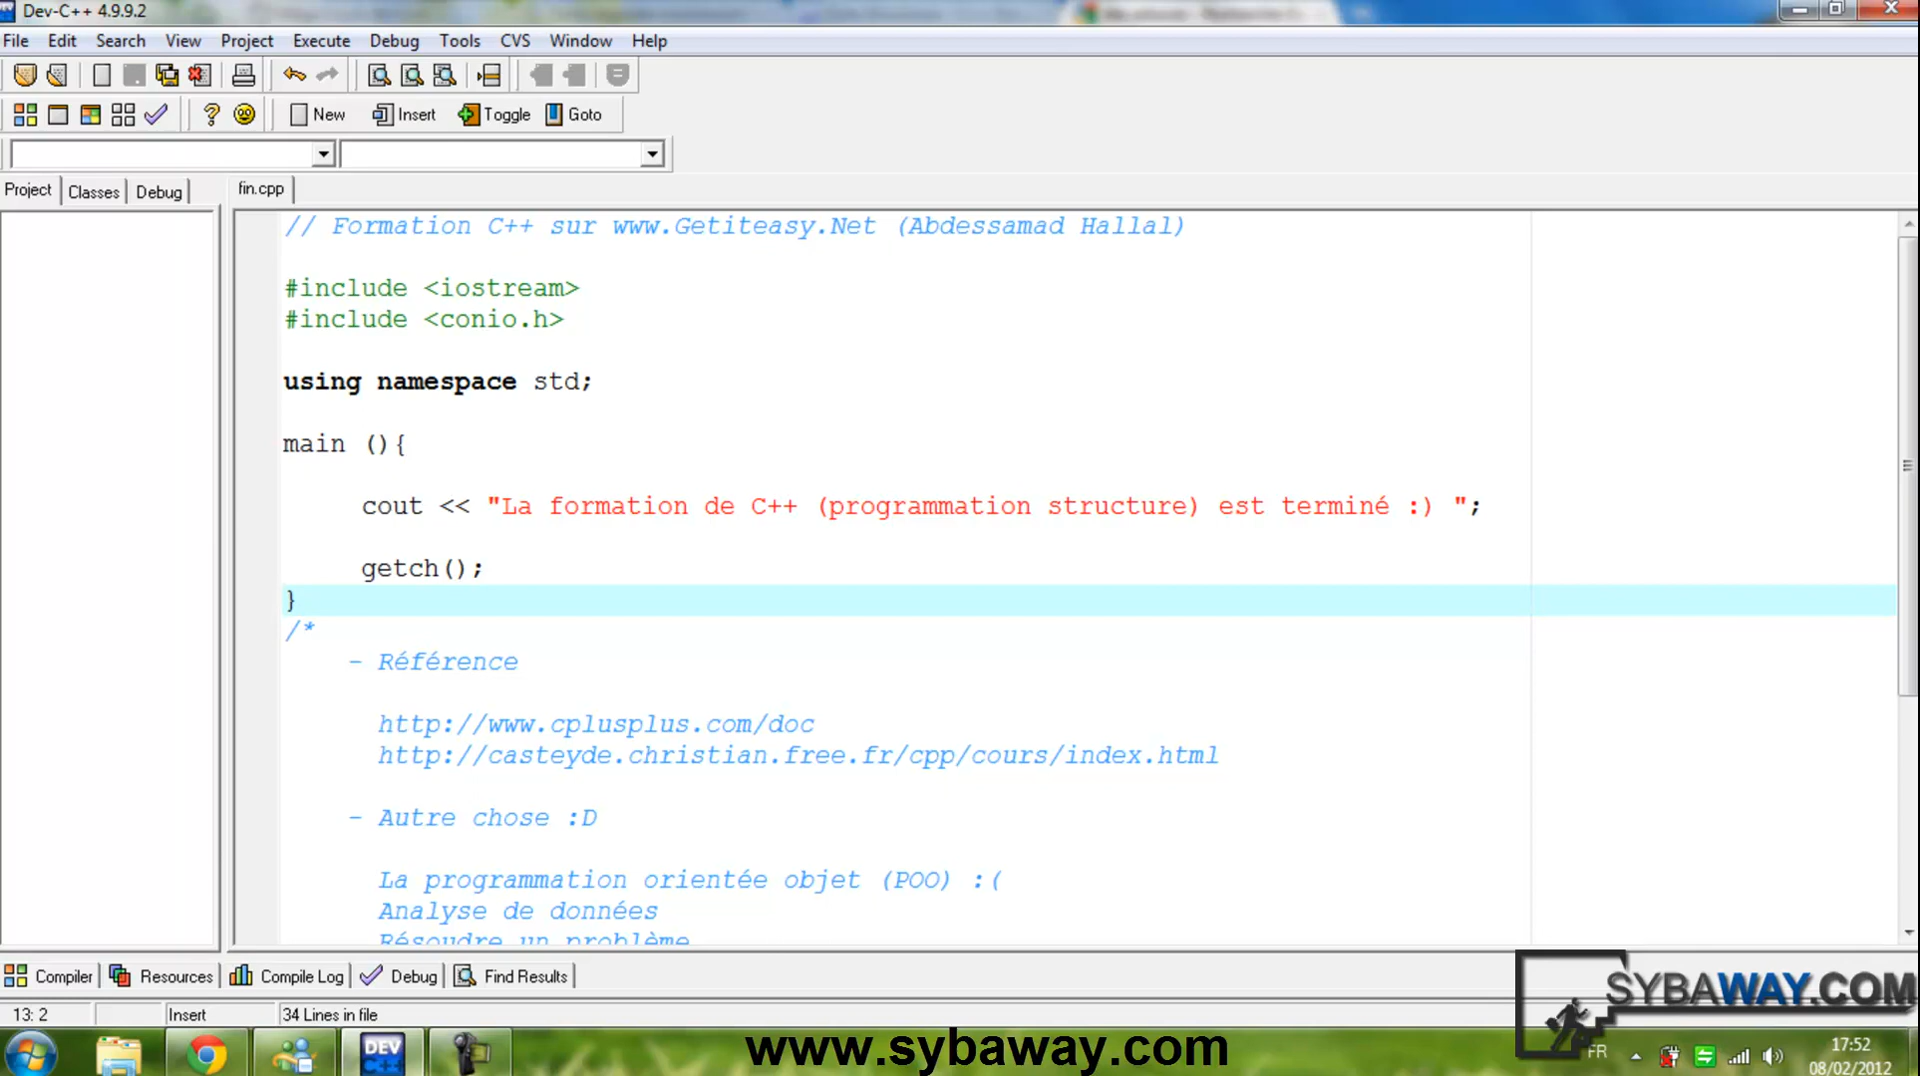 Dev-C++ 4.9.9.2
File Edit Search View Project Execute Debug Tools CVS Window Help
New Insert Toggle Goto
Project Classes Debug fin.cpp
// Formation C++ sur www.Getiteasy.Net (Abdessamad Hallal)
#include <iostream>
#include <conio.h>
using namespace std;
main (){
cout << "La formation de C++ (programmation structure) est terminé :) ";
getch();
}
/*
- Référence
http://www.cplusplus.com/doc
http://casteyde.christian.free.fr/cpp/cours/index.html
- Autre chose :D
La programmation orientée objet (POO) :(
Analyse de données
Résoudre un problème
Compiler Resources Compile Log Debug Find Results
SYBAWAY.COM
13: 2 Insert 34 Lines in file
DEV C++ www.sybaway.com FR 17:52
08/02/2012